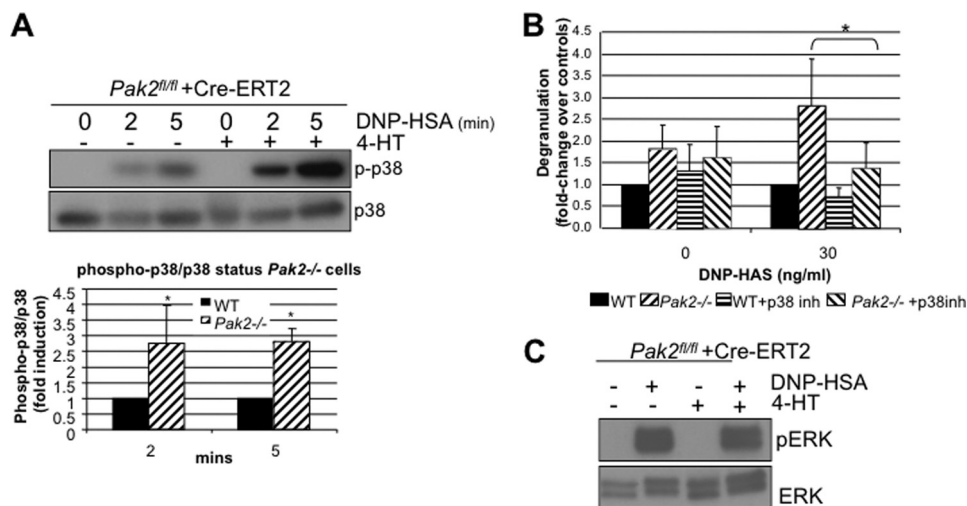 A
Pak2fl/fl +Cre-ERT2
0 2 5 0 2 5 DNP-HSA (min)
- - - + + + 4-HT
p-p38
p38
phospho-p38/p38 status Pak2-/- cells
Phospho-p38/p38
(fold induction)
4.5
4
3.5
3
2.5
2
1.5
1
0.5
0
* *
WT
Pak2-/-
2 5
mins
B
*
Degranulation
(fold-change over controls)
4.5
4.0
3.5
3.0
2.5
2.0
1.5
1.0
0.5
0.0
0 30
DNP-HAS (ng/ml)
WT Pak2-/- WT+p38 inh Pak2-/- +p38inh
C
Pak2fl/fl +Cre-ERT2
- + - + DNP-HSA
- - + + 4-HT
pERK
ERK